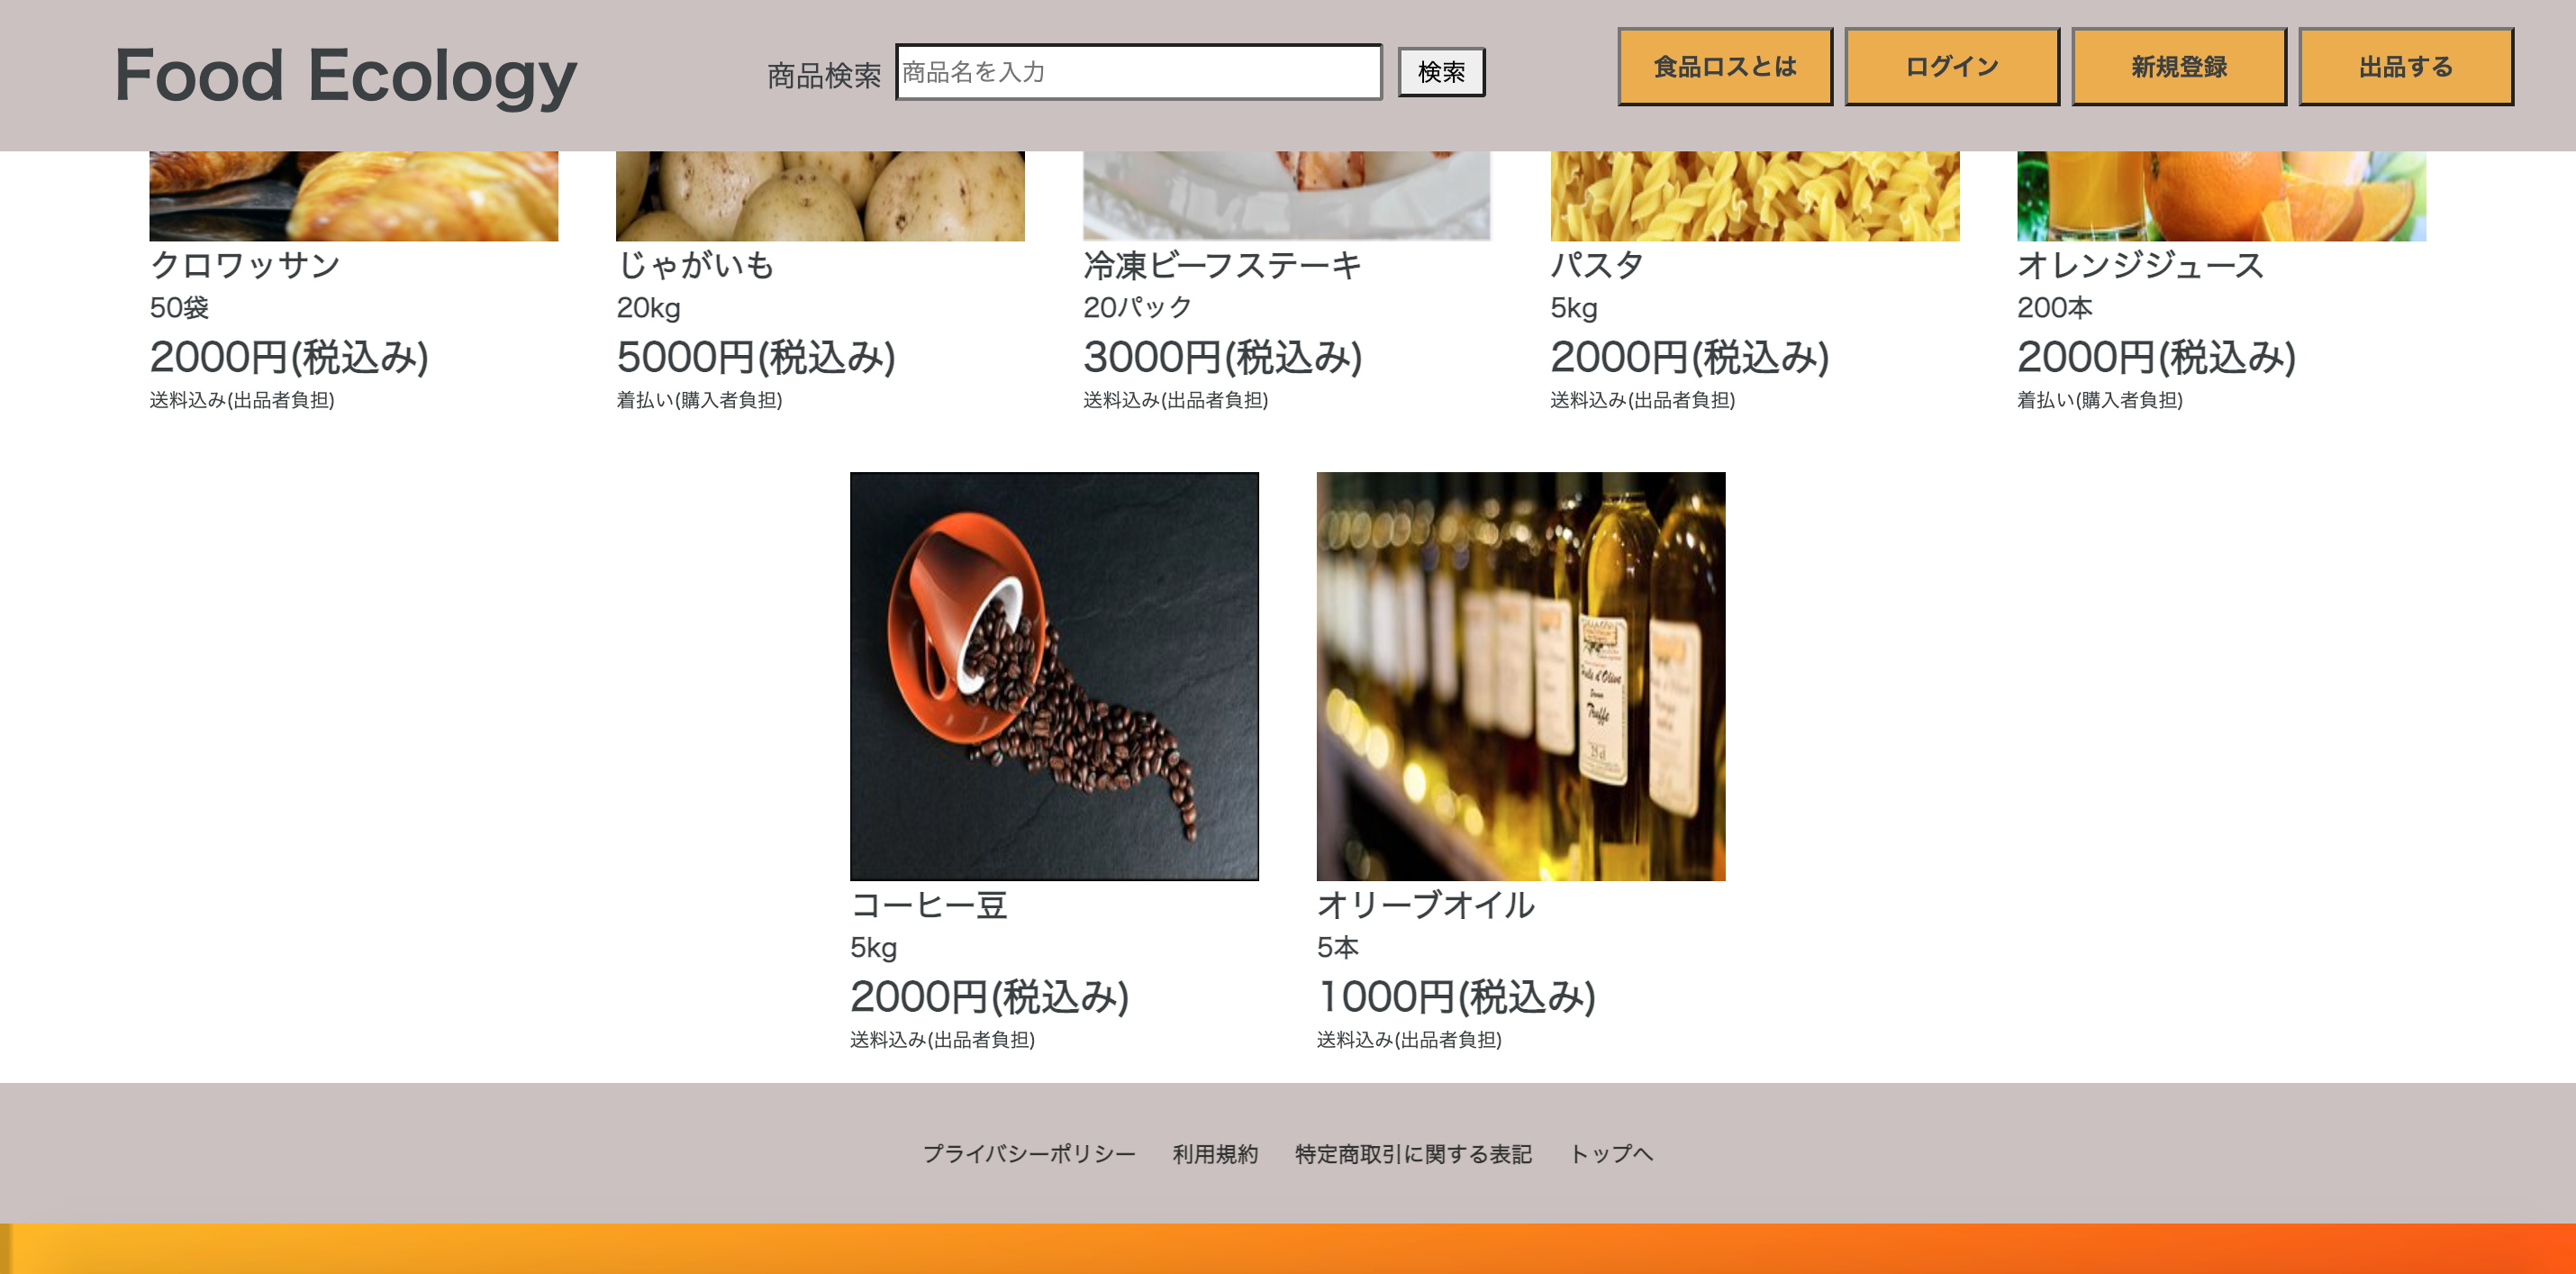 Food Ecology
商品検索 商品名を入力 検索
食品ロスとは ログイン 新規登録 出品する
クロワッサン
50袋
2000円(税込み)
送料込み(出品者負担)
じゃがいも
20kg
5000円(税込み)
着払い(購入者負担)
冷凍ビーフステーキ
20パック
3000円(税込み)
送料込み(出品者負担)
パスタ
5kg
2000円(税込み)
送料込み(出品者負担)
オレンジジュース
200本
2000円(税込み)
着払い(購入者負担)
コーヒー豆
5kg
2000円(税込み)
送料込み(出品者負担)
Truffe
25 cl
オリーブオイル
5本
1000円(税込み)
送料込み(出品者負担)
プライバシーポリシー 利用規約 特定商取引に関する表記 トップへ